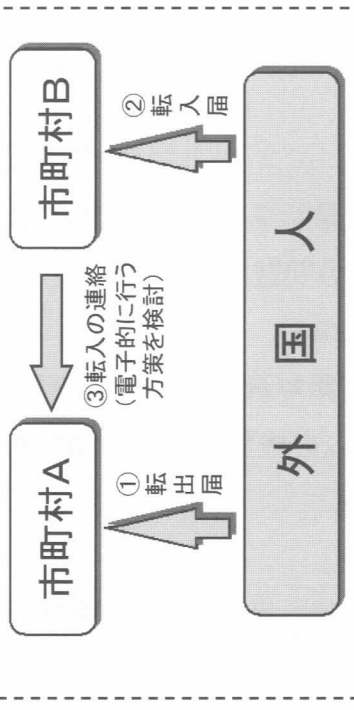 市町村A
市町村B
③転入の連絡
(電子的に行う
方策を検討)
①
転
出
届
②
転
入
届
外国人